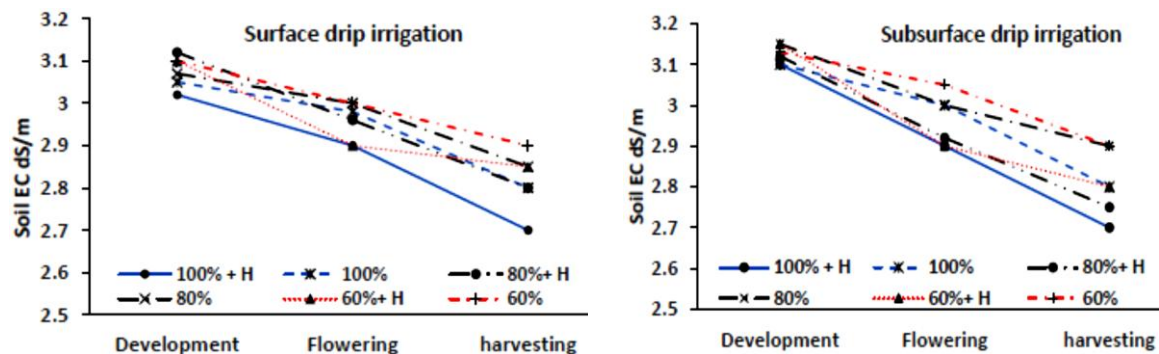 Surface drip irrigation
Soil EC dS/m
3.2
3.1
3
2.9
2.8
2.7
2.6
2.5
100% + H
100%
80%+ H
80%
60%+ H
60%
Development
Flowering
harvesting
Subsurface drip irrigation
Soil EC dS/m
3.2
3.1
3
2.9
2.8
2.7
2.6
2.5
100% + H
100%
80%+ H
80%
60%+ H
60%
Development
Flowering
harvesting